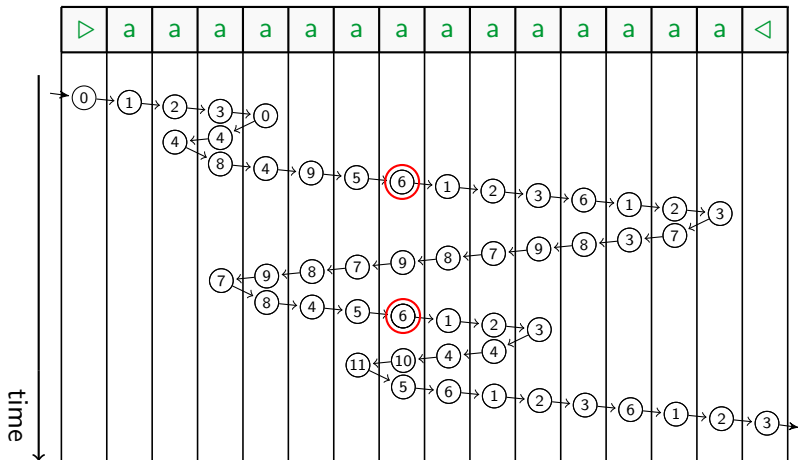 ▷ a a a a a a a a a a a a a a ◁
0 1 2 3 0
4 4
8 4 9 5 6 1 2 3 6 1 2 3
7 9 8 7 9 8 7 9 8 3 7
8 4 5 6 1 2 3
11 10 4 4
5 6 1 2 3 6 1 2 3
time